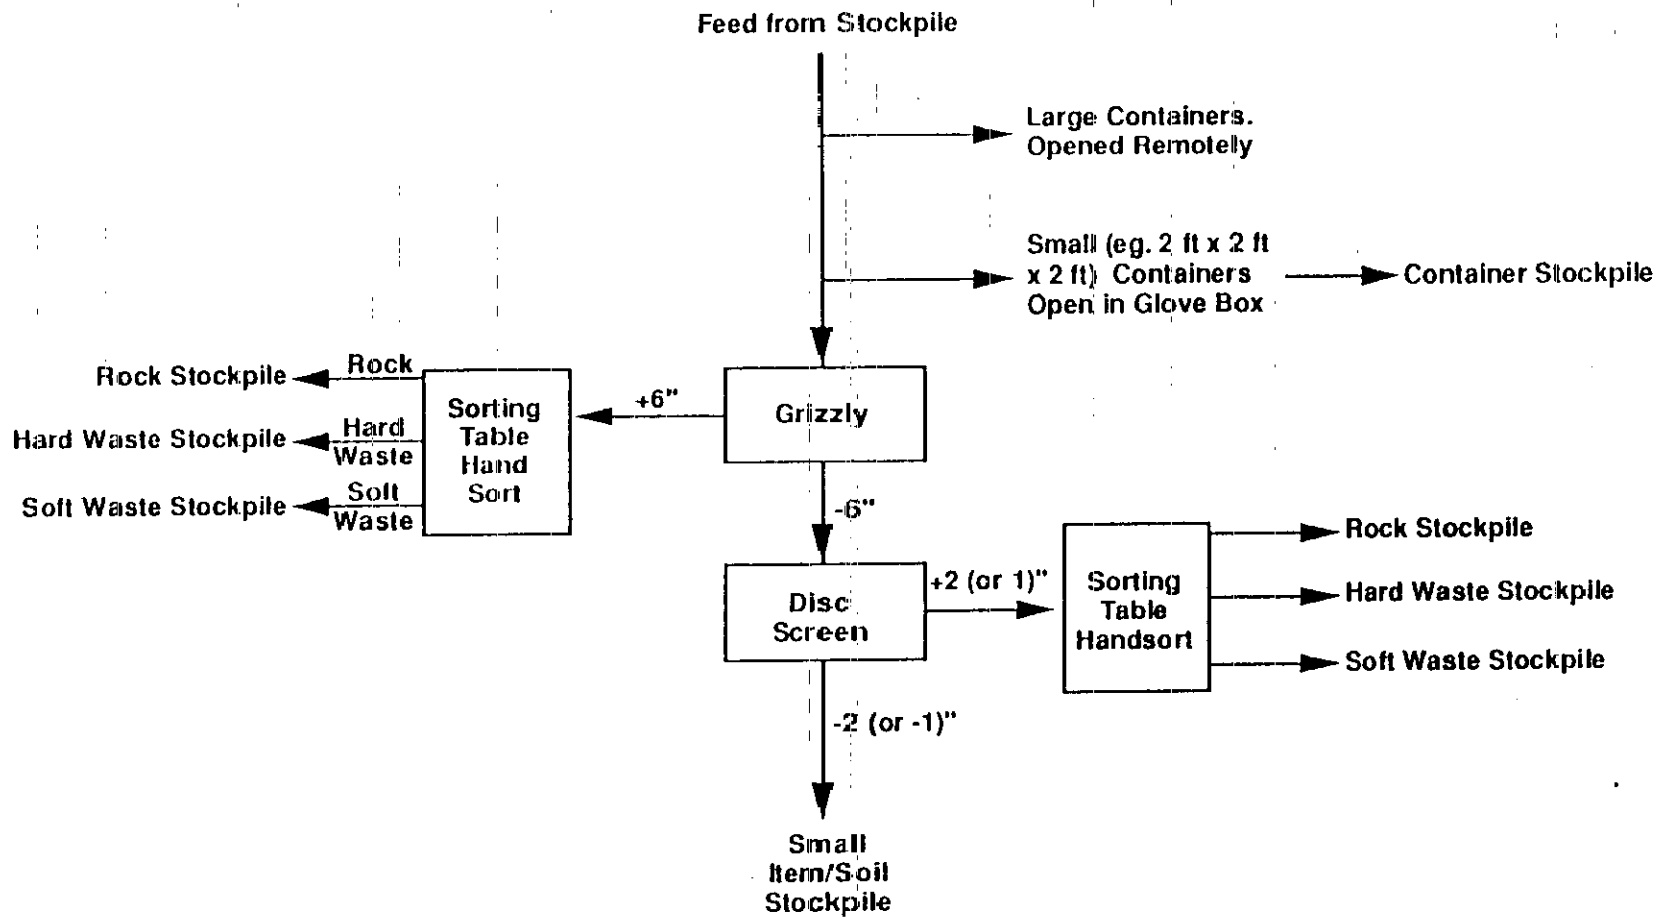 Feed from Stockpile
Large Containers.
Opened Remotely
Small (eg. 2 ft x 2 ft
x 2 ft) Containers
Open in Glove Box
Container Stockpile
Rock Stockpile
Rock
Hard Waste Stockpile
Hard
Waste
Soft Waste Stockpile
Soft
Waste
Sorting
Table
Hand
Sort
+6"
Grizzly
-6"
Disc
Screen
+2 (or 1)"
Sorting
Table
Handsort
Rock Stockpile
Hard Waste Stockpile
Soft Waste Stockpile
-2 (or -1)"
Small
Item/Soil
Stockpile